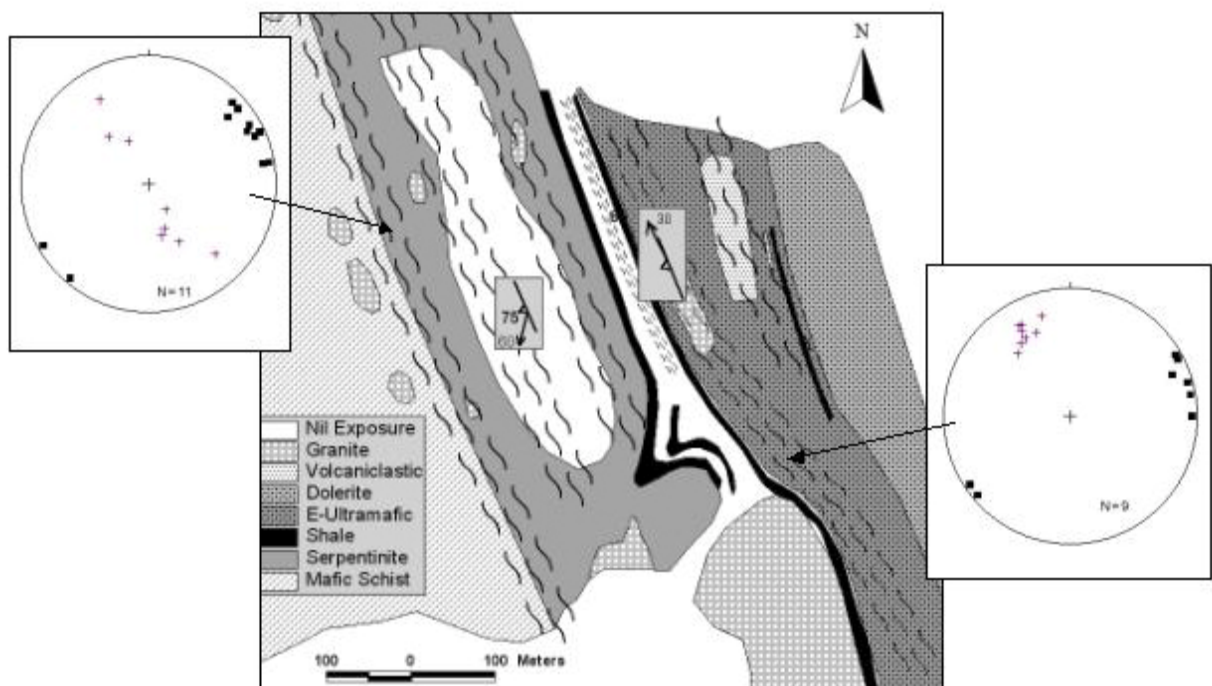 N
N=11
30
75
60
N=9
Nil Exposure
Granite
Volcaniclastic
Dolerite
E-Ultramafic
Shale
Serpentinite
Mafic Schist
100 0 100 Meters